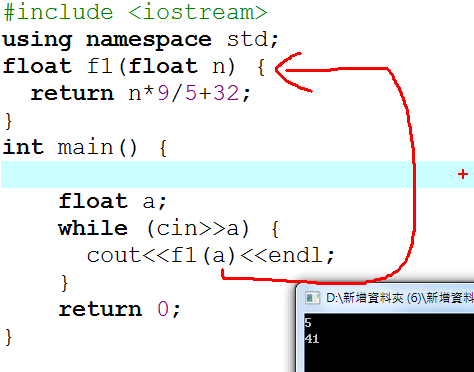 #include <iostream>
using namespace std;
float f1(float n) {
return n*9/5+32;
}
int main() {
float a;
while (cin>>a) {
cout<<f1(a)<<endl;
}
return 0;
}
D:\新增資料夾 (6)\新增資料
5
41